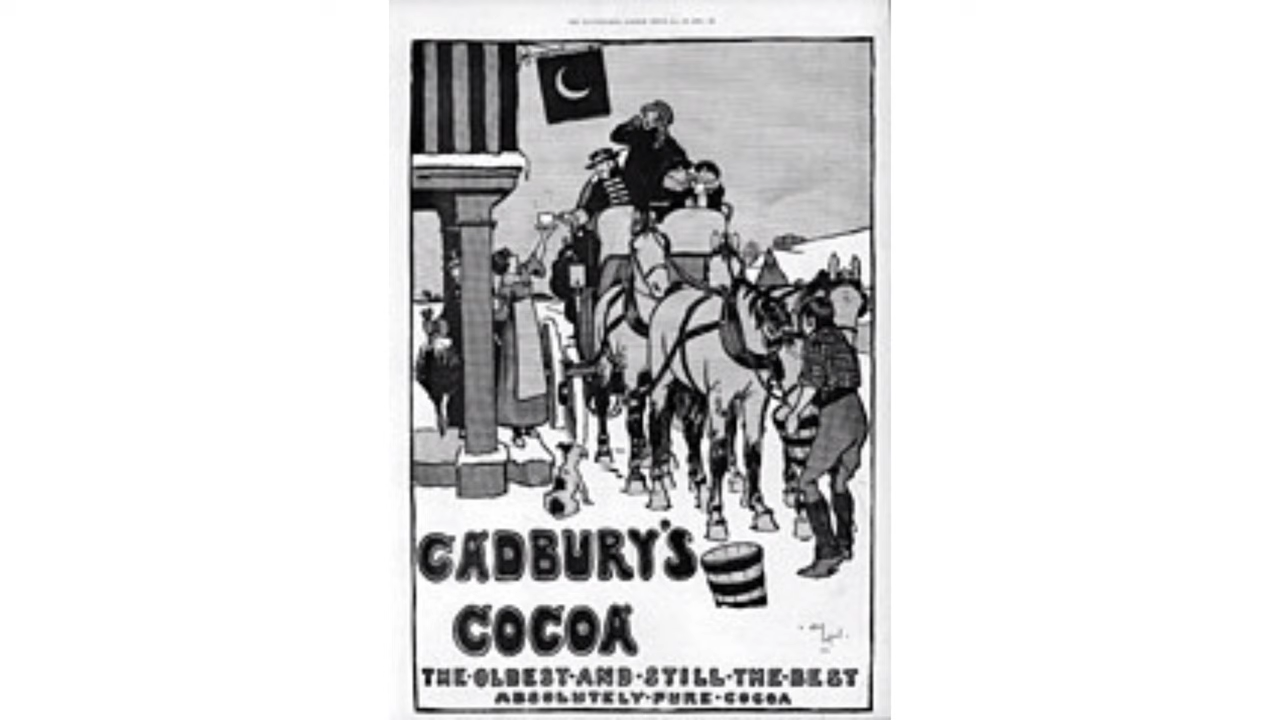 CADBURY'S
COCOA
THE·OLDEST·AND·STILL·THE·BEST
ABSOLUTELY·PURE·COCOA